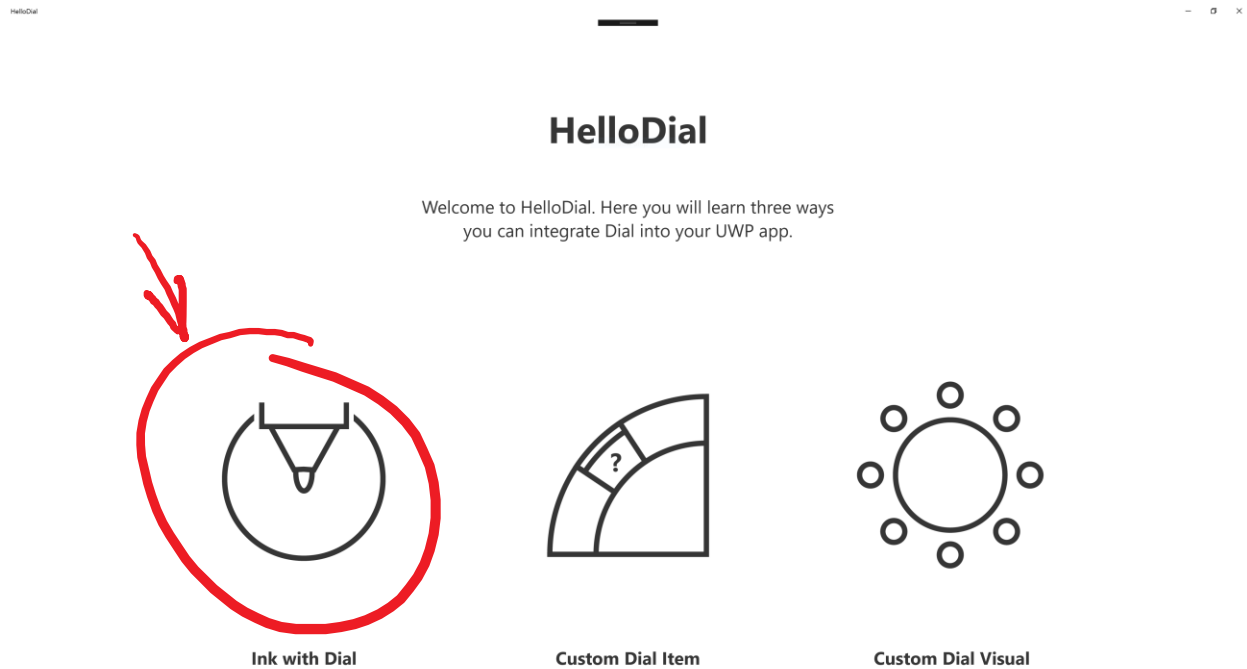 HelloDial
HelloDial
Welcome to HelloDial. Here you will learn three ways
you can integrate Dial into your UWP app.
?
Ink with Dial
Custom Dial Item
Custom Dial Visual